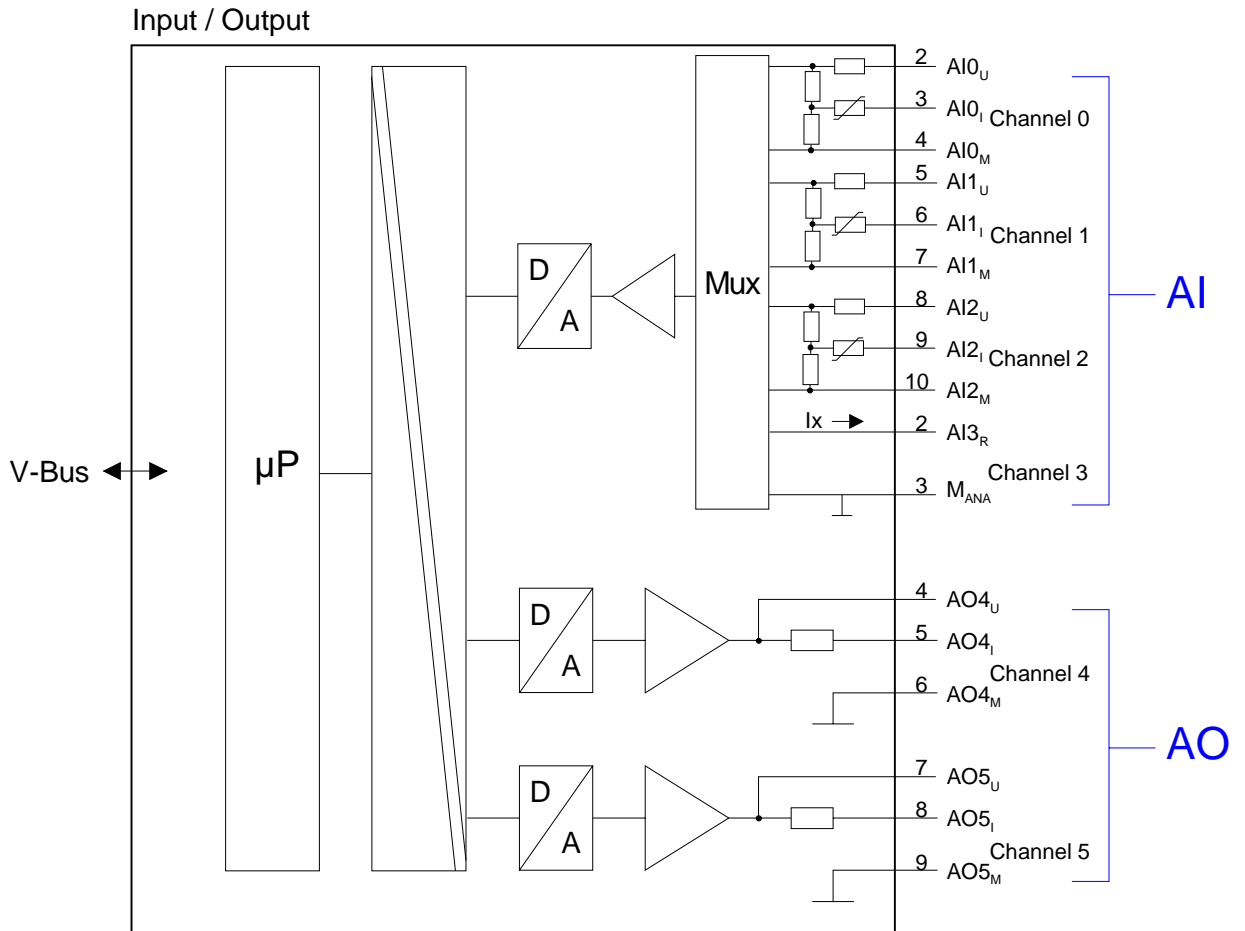 Input / Output
2 AI0U
3 AI0I Channel 0
4 AI0M
5 AI1U
6 AI1I Channel 1
7 AI1M
8 AI2U
9 AI2I Channel 2
10 AI2M
Ix
2 AI3R
Channel 3
3 MANA
AI
D
A
Mux
V-Bus
µP
D
A
4 AO4U
5 AO4I
Channel 4
6 AO4M
AO
D
A
7 AO5U
8 AO5I
Channel 5
9 AO5M